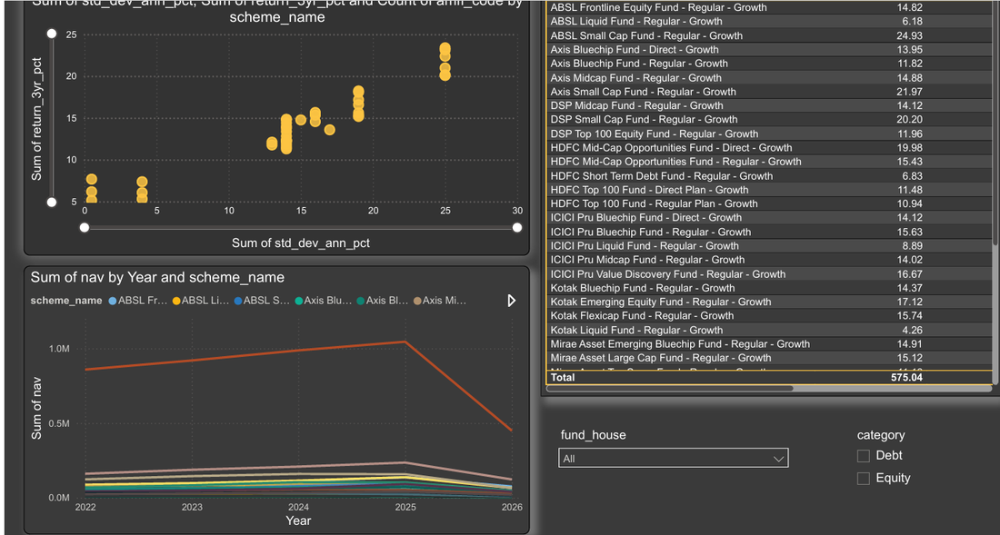 Sum of std_dev_ann_pct, Sum of return_3yr_pct and Count of amfi_code by
scheme_name
25
20
15
10
5
0
5
10
15
20
25
30
Sum of return_3yr_pct
Sum of std_dev_ann_pct
Sum of nav by Year and scheme_name
scheme_name ABSL Fr... ABSL Li... ABSL S... Axis Blu... Axis Bl... Axis Mi...
1.0M
0.5M
0.0M
2022
2023
2024
2025
2026
Sum of nav
Year
ABSL Frontline Equity Fund - Regular - Growth 14.82
ABSL Liquid Fund - Regular - Growth 6.18
ABSL Small Cap Fund - Regular - Growth 24.93
Axis Bluechip Fund - Direct - Growth 13.95
Axis Bluechip Fund - Regular - Growth 11.82
Axis Midcap Fund - Regular - Growth 14.88
Axis Small Cap Fund - Regular - Growth 21.97
DSP Midcap Fund - Regular - Growth 14.12
DSP Small Cap Fund - Regular - Growth 20.20
DSP Top 100 Equity Fund - Regular - Growth 11.96
HDFC Mid-Cap Opportunities Fund - Direct - Growth 19.98
HDFC Mid-Cap Opportunities Fund - Regular - Growth 15.43
HDFC Short Term Debt Fund - Regular - Growth 6.83
HDFC Top 100 Fund - Direct Plan - Growth 11.48
HDFC Top 100 Fund - Regular Plan - Growth 10.94
ICICI Pru Bluechip Fund - Direct - Growth 14.12
ICICI Pru Bluechip Fund - Regular - Growth 15.63
ICICI Pru Liquid Fund - Regular - Growth 8.89
ICICI Pru Midcap Fund - Regular - Growth 14.02
ICICI Pru Value Discovery Fund - Regular - Growth 16.67
Kotak Bluechip Fund - Regular - Growth 14.37
Kotak Emerging Equity Fund - Regular - Growth 17.12
Kotak Flexicap Fund - Regular - Growth 15.74
Kotak Liquid Fund - Regular - Growth 4.26
Mirae Asset Emerging Bluechip Fund - Regular - Growth 14.91
Mirae Asset Large Cap Fund - Regular - Growth 15.12
Total 575.04
fund_house
All
category
Debt
Equity